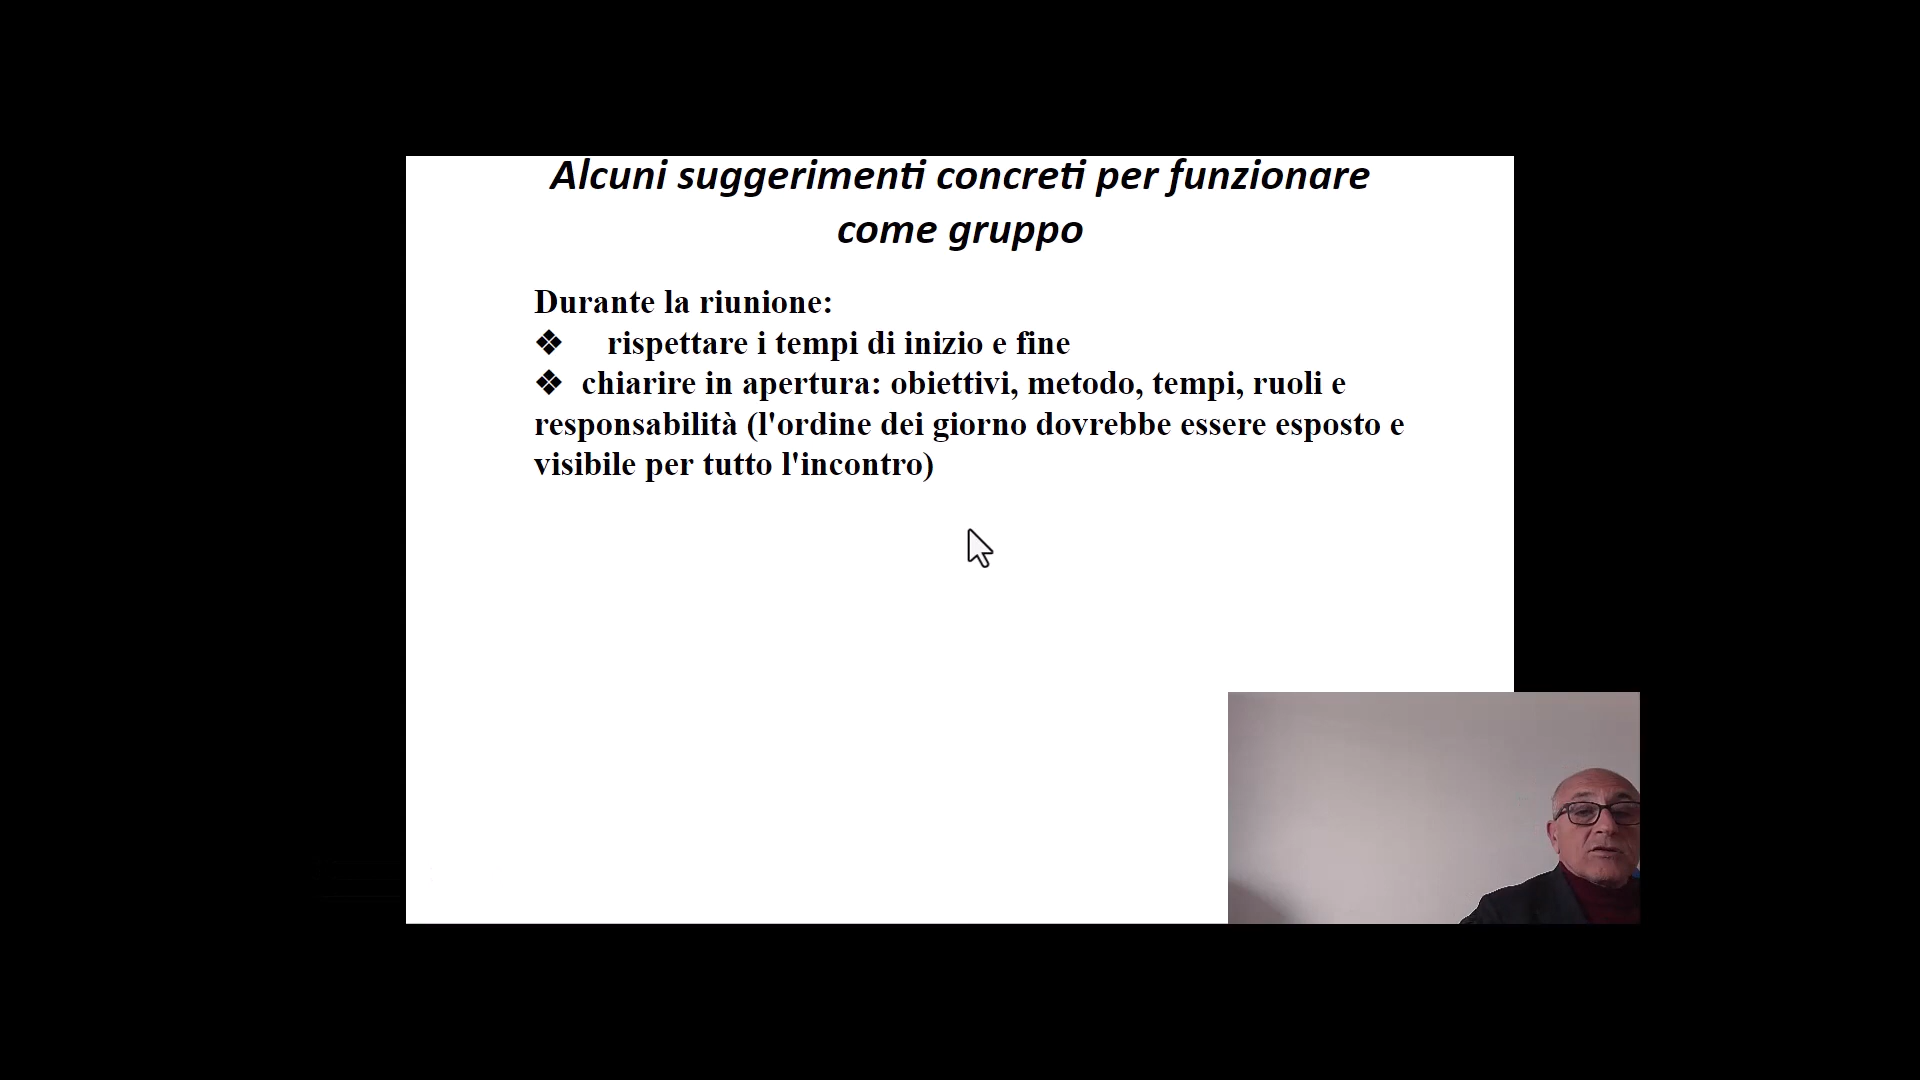 Alcuni suggerimenti concreti per funzionare
come gruppo
Durante la riunione:
❖ rispettare i tempi di inizio e fine
❖ chiarire in apertura: obiettivi, metodo, tempi, ruoli e
responsabilità (l'ordine dei giorno dovrebbe essere esposto e
visibile per tutto l'incontro)